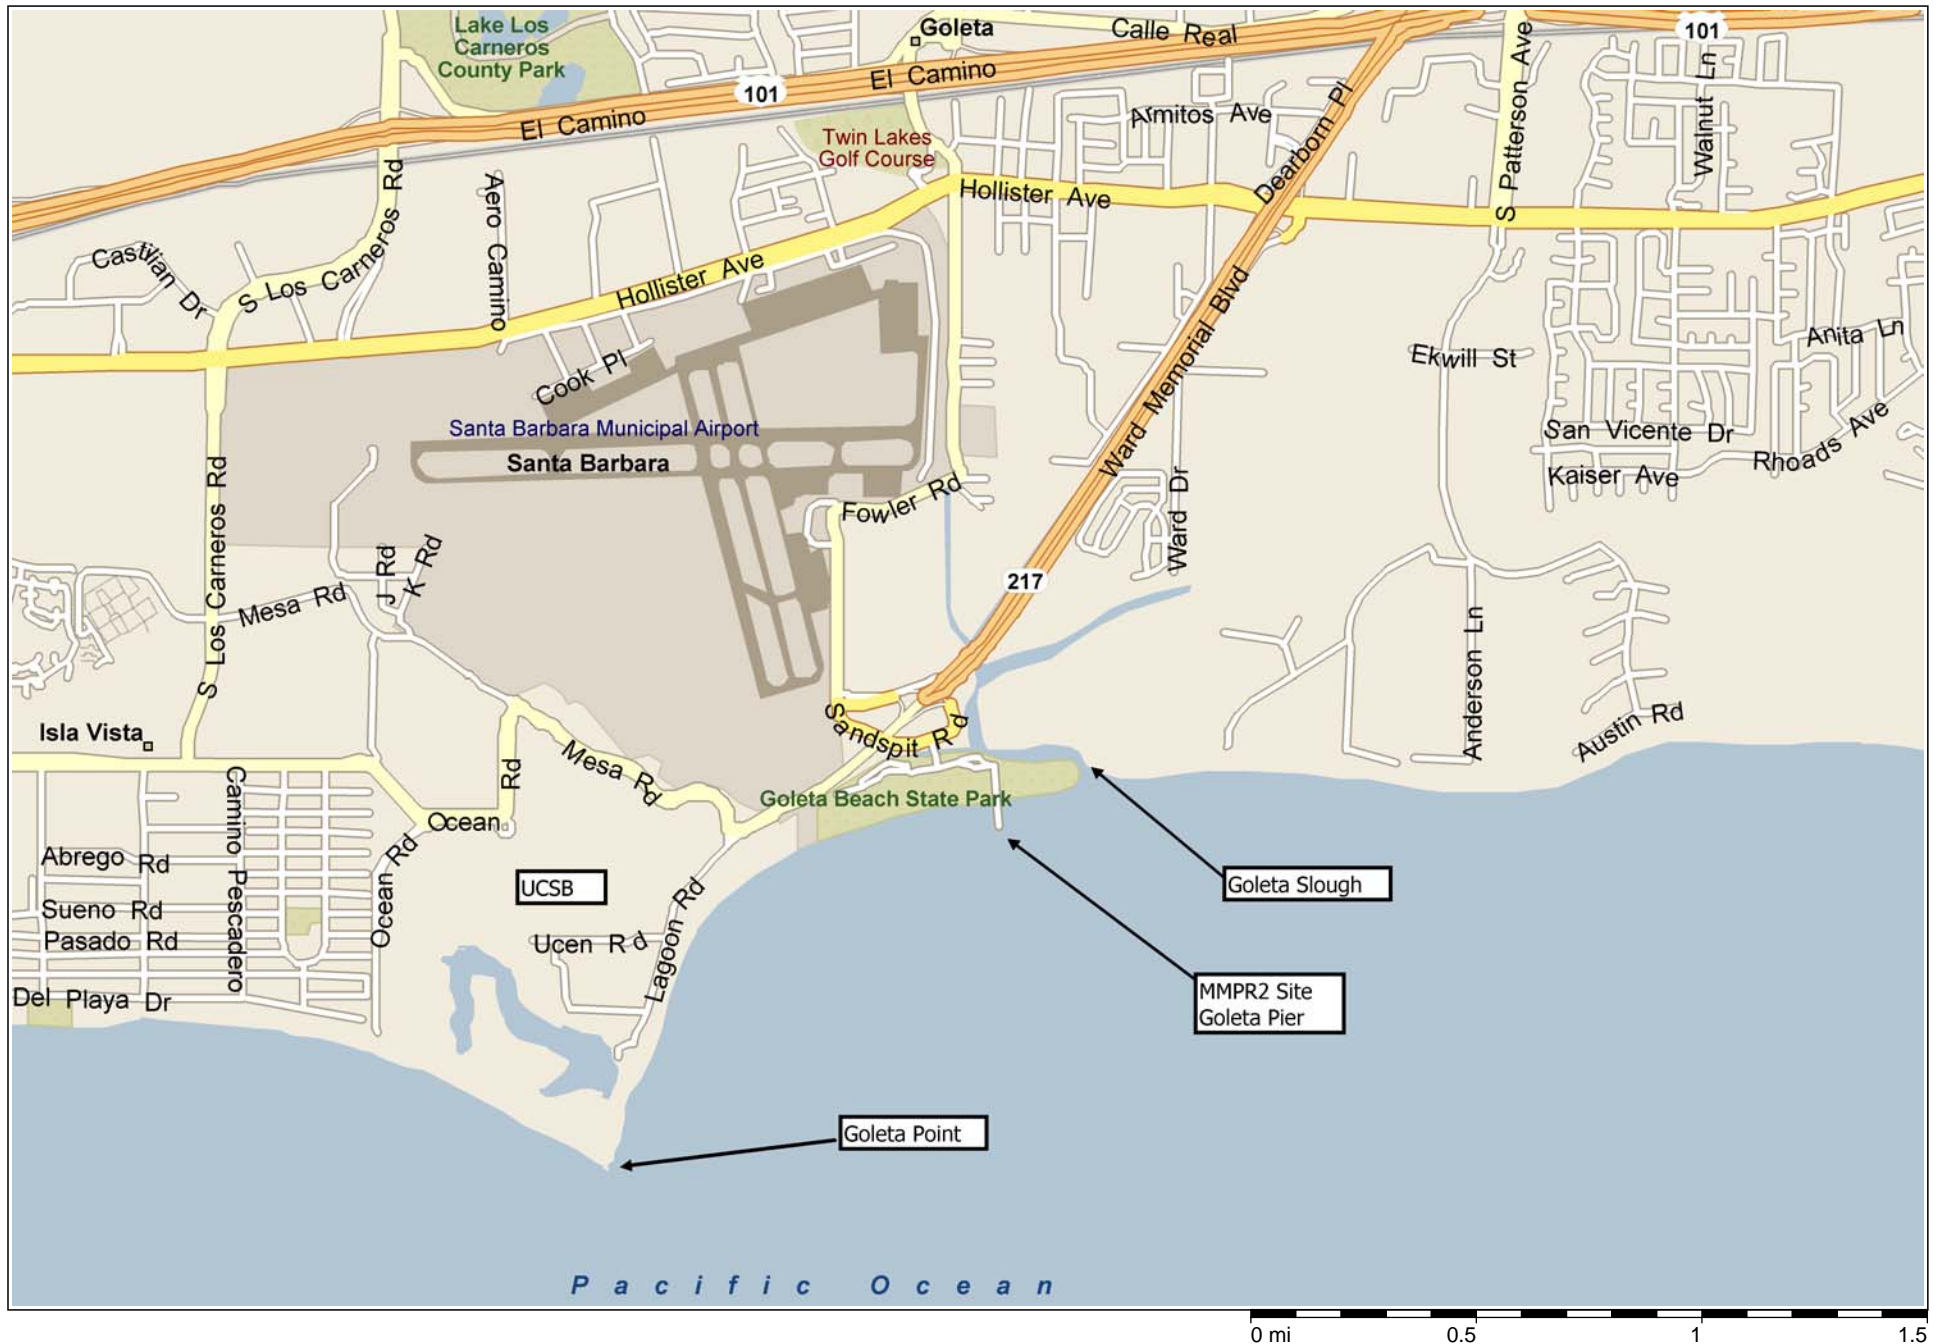 Lake Los
Carneros
County Park
Goleta
Calle Real
101
S Patterson Ave
El Camino
101
El Camino
Twin Lakes
Golf Course
Armitos Ave
Dearborn Pl
Walnut Ln
S Los Carneros Rd
Aero Camino
Hollister Ave
Castilian Dr
Hollister Ave
Ward Memorial Blvd
Anita Ln
Ekwill St
Cook Pl
Santa Barbara Municipal Airport
Santa Barbara
San Vicente Dr
Rhoads Ave
Kaiser Ave
Fowler Rd
Ward Dr
S Los Carneros Rd
J Rd
K Rd
Mesa Rd
217
Anderson Ln
Austin Rd
Isla Vista
Sandspit Rd
Mesa Rd
Rd
Ocean
Goleta Beach State Park
Camino Pescadero
Abrego Rd
Ocean Rd
UCSB
Goleta Slough
Sueno Rd
Pasado Rd
Ucen Rd
Lagoon Rd
Del Playa Dr
MMPR2 Site
Goleta Pier
Goleta Point
Pacific Ocean
0 mi 0.5 1 1.5